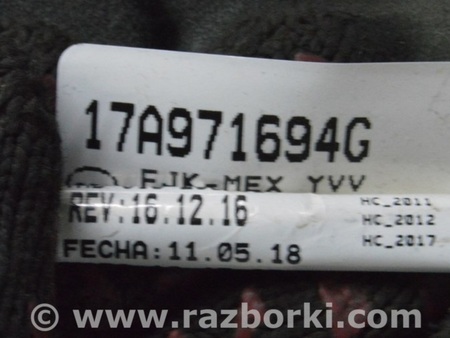 17A971694G
FJK-MEX YVV
REV:16.12.16
HC_2011
HC_2012
HC_2017
FECHA:11.05.18
© www.razborki.com